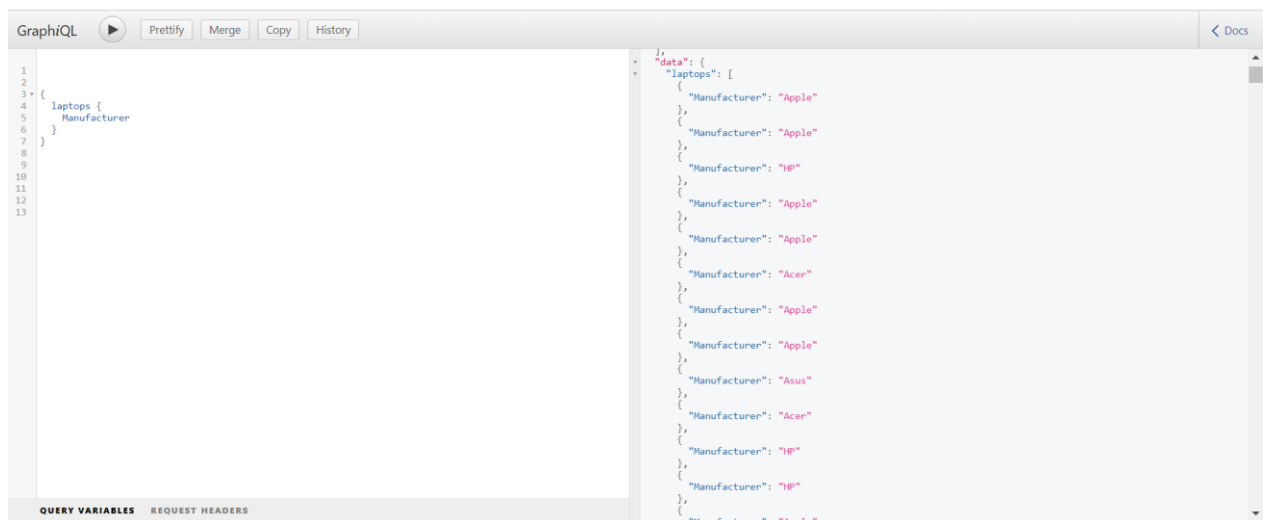 GraphiQL Prettify Merge Copy History Docs
1
2
3 {
4 laptops {
5 Manufacturer
6 }
7 }
8
9
10
11
12
13
QUERY VARIABLES REQUEST HEADERS
],
"data": {
"laptops": [
{
"Manufacturer": "Apple"
},
{
"Manufacturer": "Apple"
},
{
"Manufacturer": "HP"
},
{
"Manufacturer": "Apple"
},
{
"Manufacturer": "Apple"
},
{
"Manufacturer": "Acer"
},
{
"Manufacturer": "Apple"
},
{
"Manufacturer": "Apple"
},
{
"Manufacturer": "Asus"
},
{
"Manufacturer": "Acer"
},
{
"Manufacturer": "HP"
},
{
"Manufacturer": "HP"
},
{